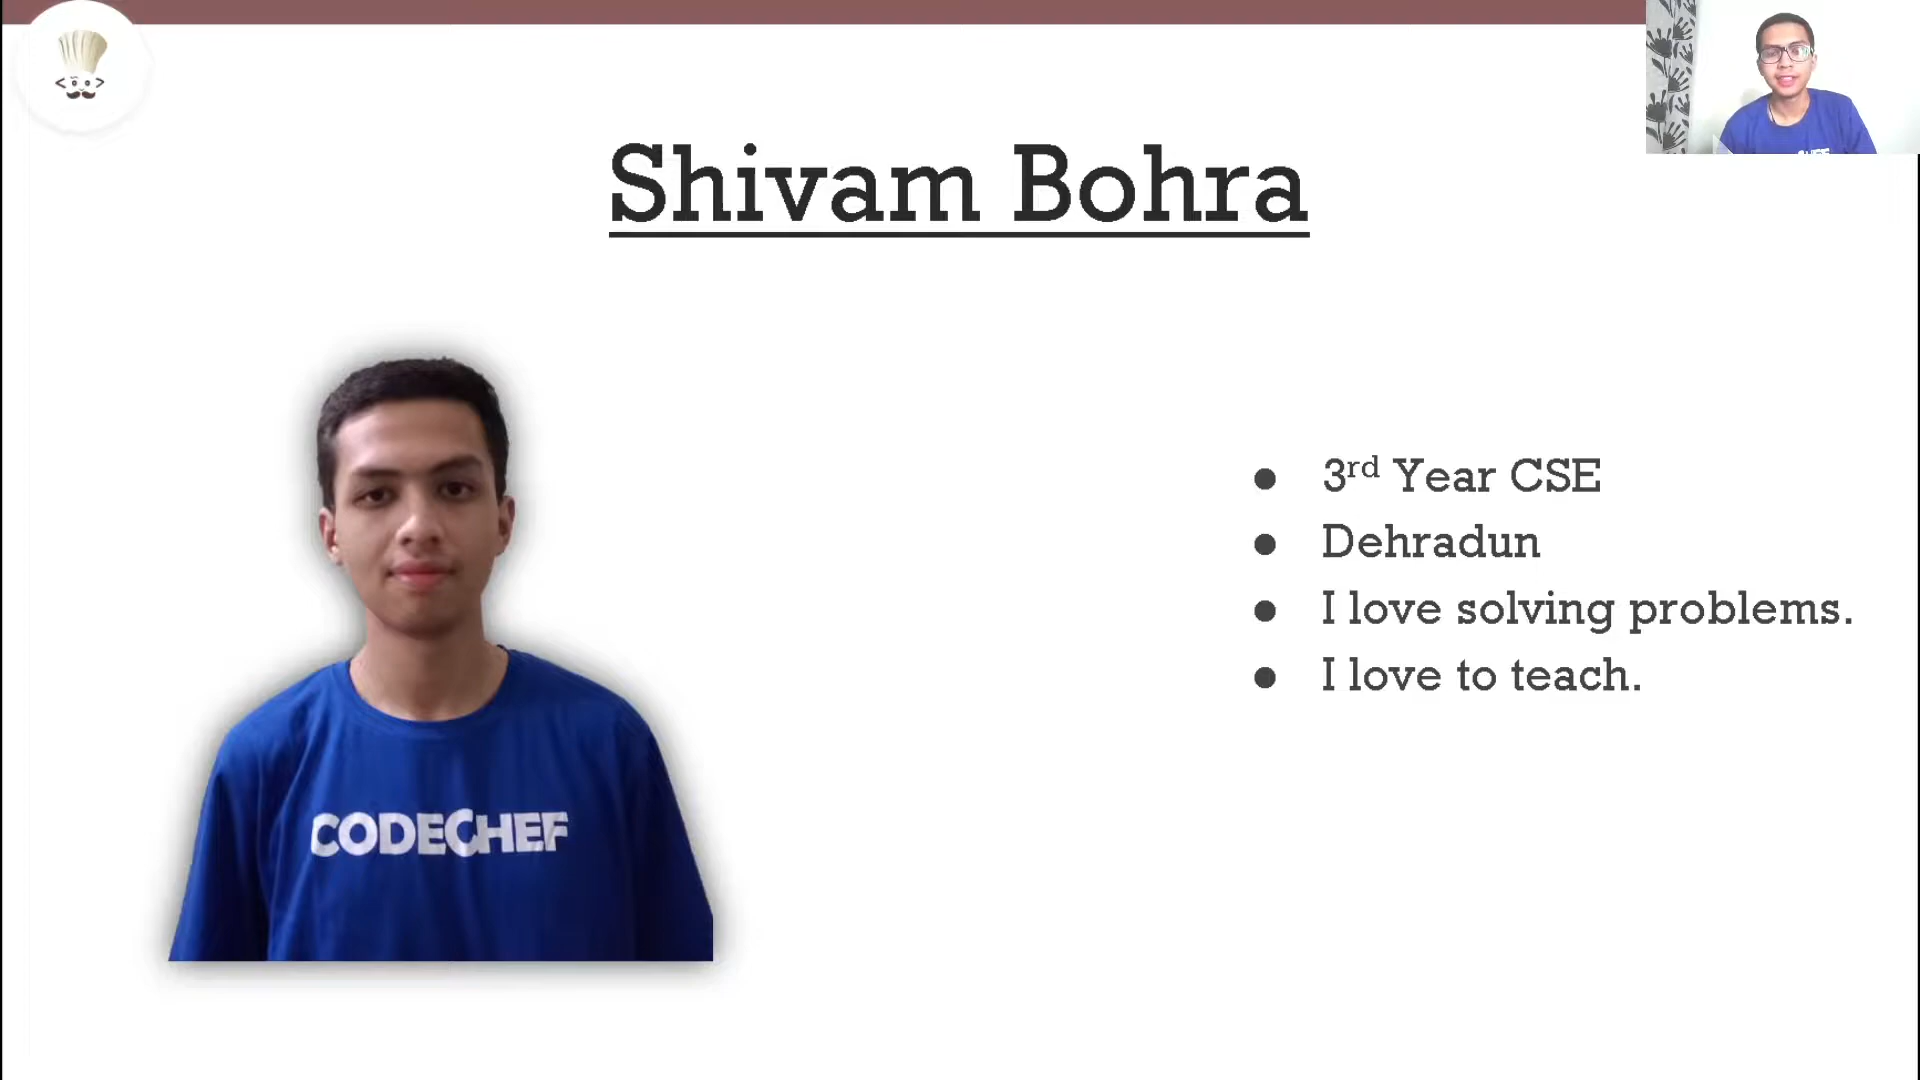 Shivam Bohra
● 3rd Year CSE
● Dehradun
● I love solving problems.
● I love to teach.
CODECHEF